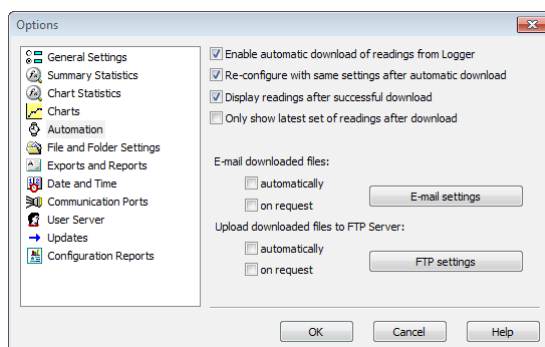 Options
General Settings
Summary Statistics
Chart Statistics
Charts
Automation
File and Folder Settings
Exports and Reports
Date and Time
Communication Ports
User Server
Updates
Configuration Reports
Enable automatic download of readings from Logger
Re-configure with same settings after automatic download
Display readings after successful download
Only show latest set of readings after download
E-mail downloaded files:
automatically
on request
E-mail settings
Upload downloaded files to FTP Server:
automatically
on request
FTP settings
OK
Cancel
Help